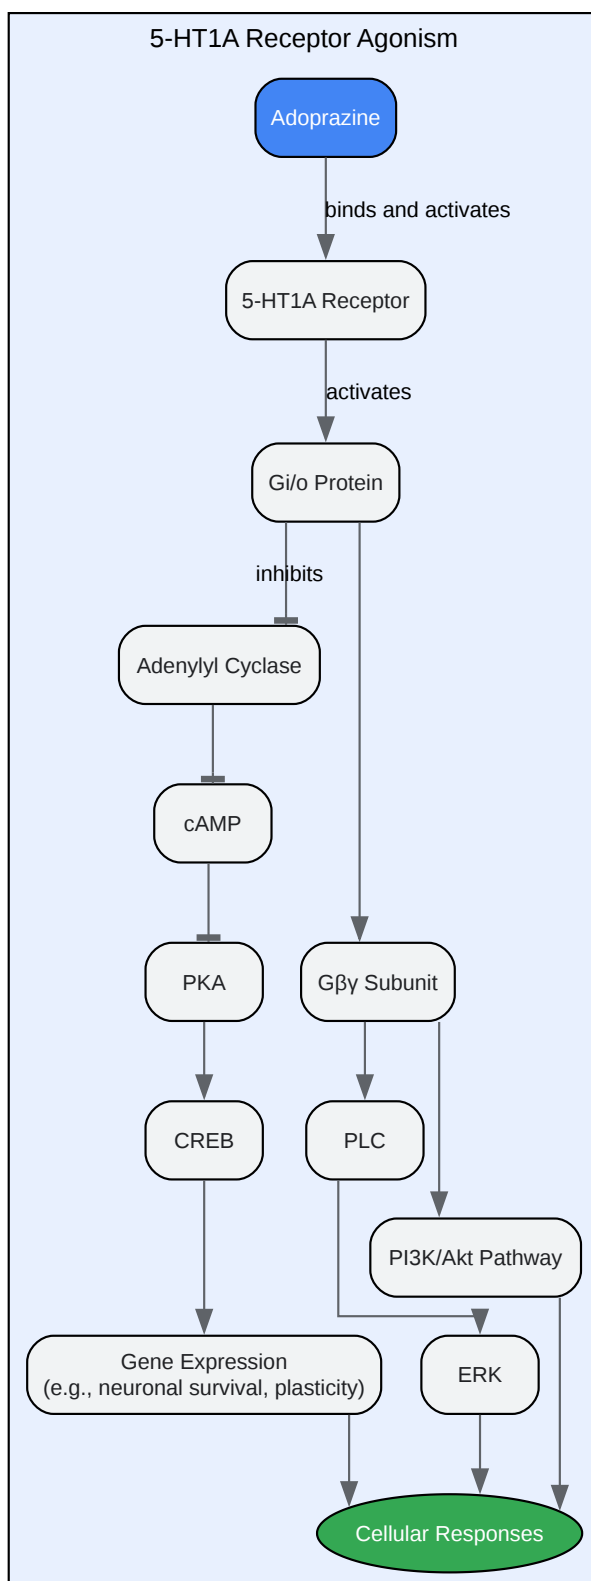 5-HT1A Receptor Agonism
Adoprazine
binds and activates
5-HT1A Receptor
activates
Gi/o Protein
inhibits
Adenylyl Cyclase
cAMP
PKA
Gβγ Subunit
CREB
PLC
PI3K/Akt Pathway
Gene Expression
(e.g., neuronal survival, plasticity)
ERK
Cellular Responses